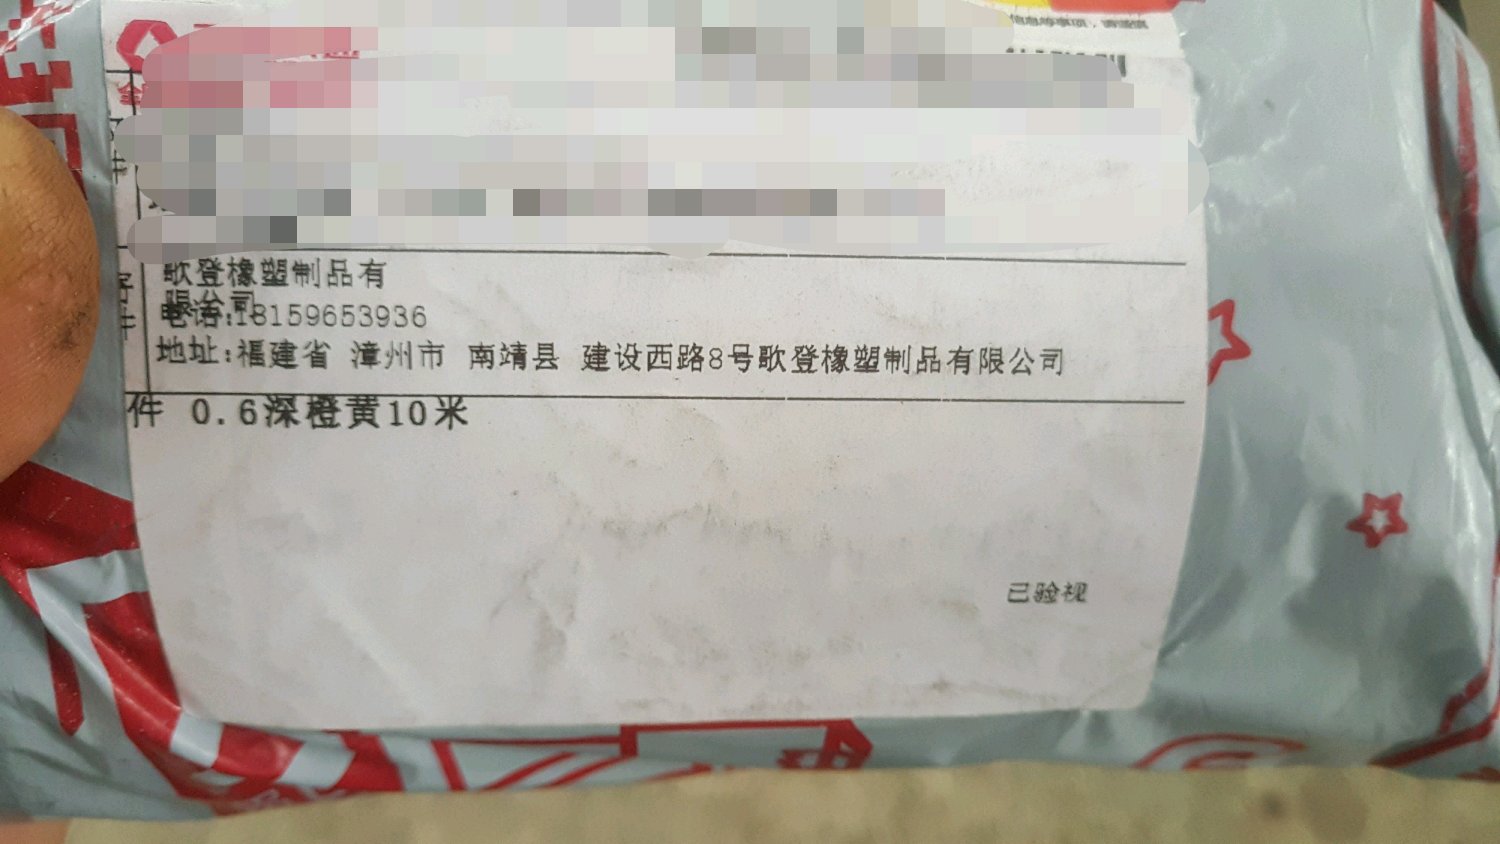 歌登橡塑制品有
限公司
电话:18159653936
地址:福建省 漳州市 南靖县 建设西路8号歌登橡塑制品有限公司
件 0.6深橙黄10米
已验视